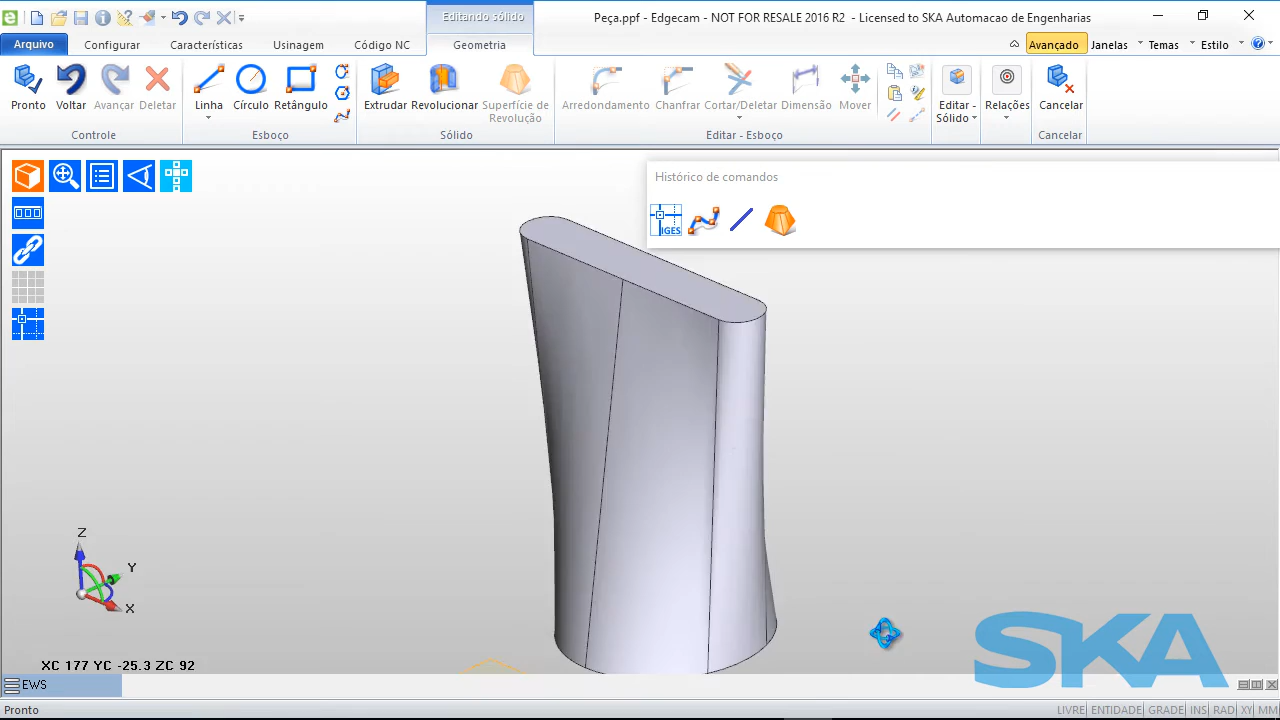 Editando sólido
Peça.ppf - Edgecam - NOT FOR RESALE 2016 R2 - Licensed to SKA Automacao de Engenharias
Arquivo Configurar Características Usinagem Código NC Geometria Avançado Janelas Temas Estilo
Pronto Voltar Avançar Deletar Linha Círculo Retângulo Extrudar Revolucionar Superfície de Revolução Arredondamento Chanfrar Cortar/Deletar Dimensão Mover Editar - Sólido Relações Cancelar
Controle Esboço Sólido Editar - Esboço Cancelar
Histórico de comandos
IGES
Z
Y
X
XC 177 YC -25.3 ZC 92
SKA
EWS
Pronto LIVRE ENTIDADE GRADE INS RAD XY MM